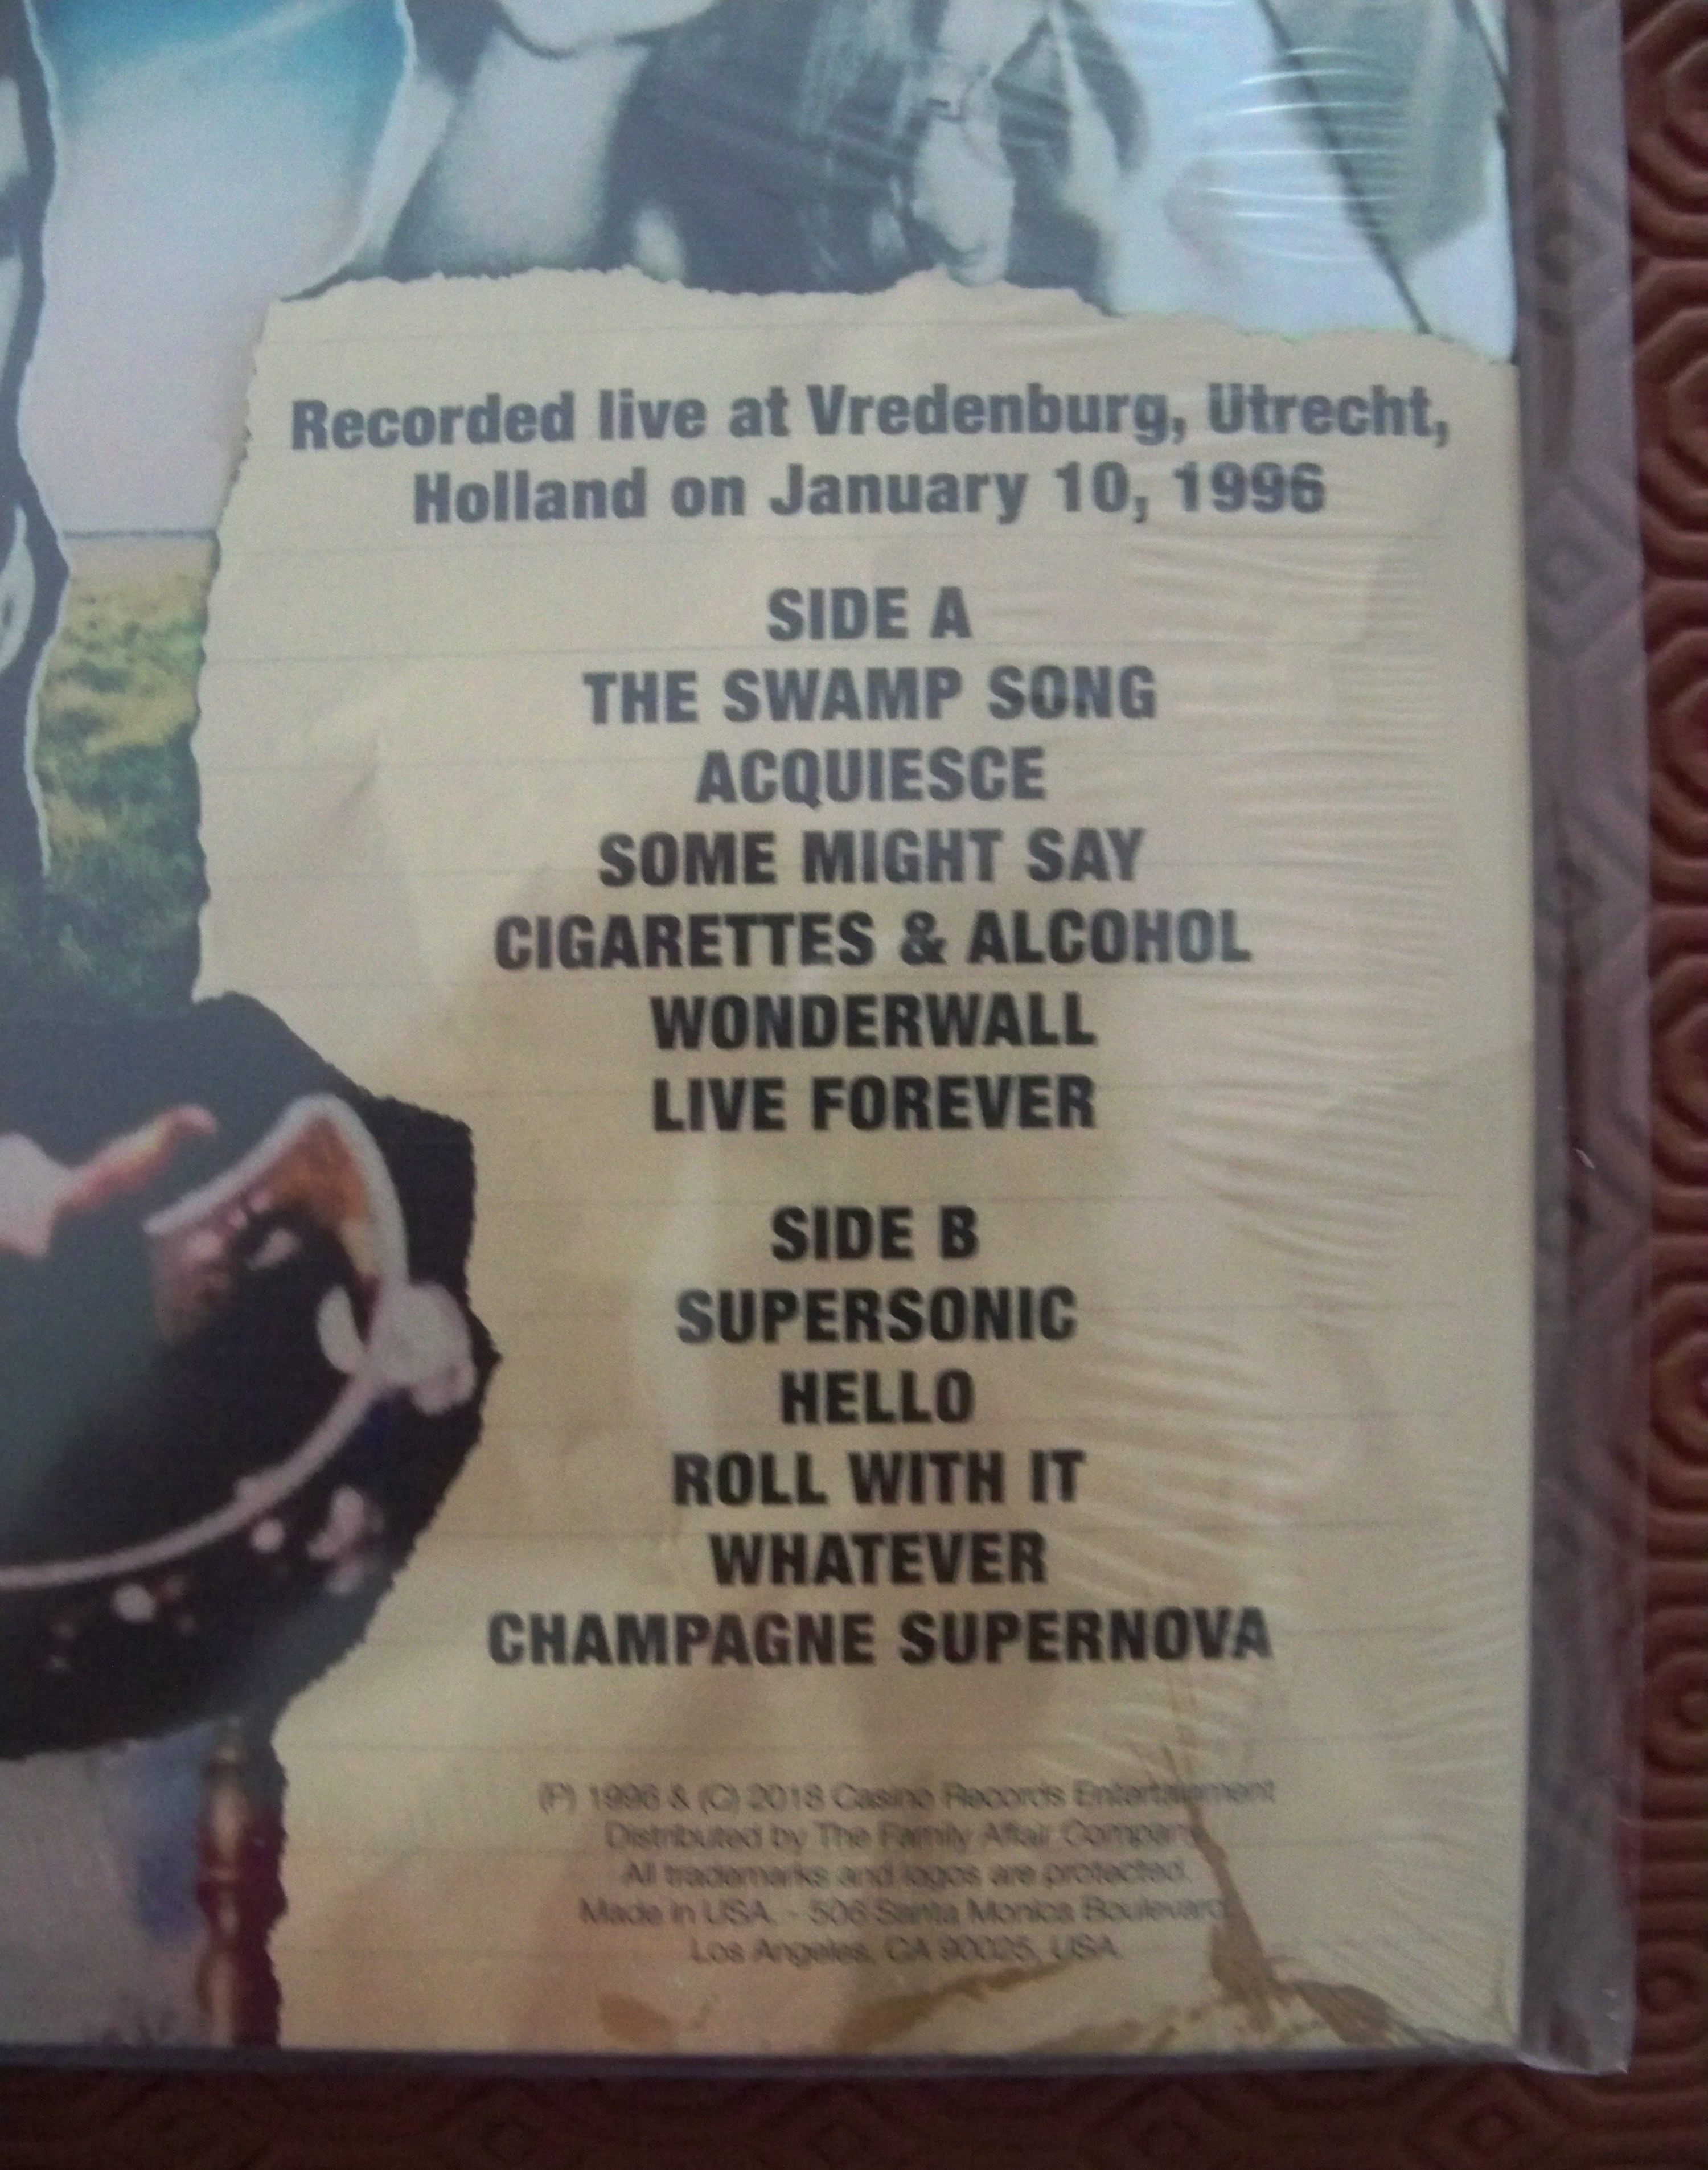 Recorded live at Vredenburg, Utrecht,
Holland on January 10, 1996
SIDE A
THE SWAMP SONG
ACQUIESCE
SOME MIGHT SAY
CIGARETTES & ALCOHOL
WONDERWALL
LIVE FOREVER
SIDE B
SUPERSONIC
HELLO
ROLL WITH IT
WHATEVER
CHAMPAGNE SUPERNOVA
(P) 1996 & (C) 2018 Casino Records Entertainment
Distributed by The Family Affair Company
All trademarks and logos are protected.
Made in USA. - 506 Santa Monica Boulevard
Los Angeles, CA 90025, USA